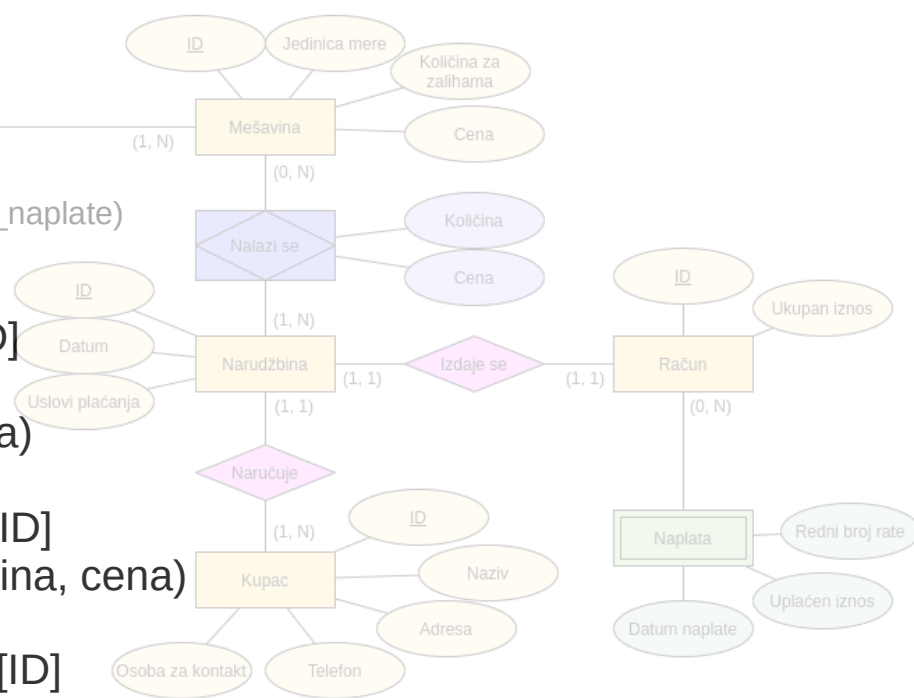 ID
Jedinica mere
Količina za
zalihama
Mešavina
Cena
(1, N)
(0, N)
_naplate)
Količina
Nalazi se
Cena
ID
ID
Ukupan iznos
(1, N)
D]
Datum
Narudžbina
Izdaje se
Račun
(1, 1)
(1, 1)
Uslovi plaćanja
(1, 1)
(0, N)
a)
Naručuje
ID
ID]
(1, N)
Redni broj rate
Naplata
ina, cena)
Kupac
Naziv
Uplaćen iznos
Adresa
Datum naplate
[ID]
Osoba za kontakt
Telefon